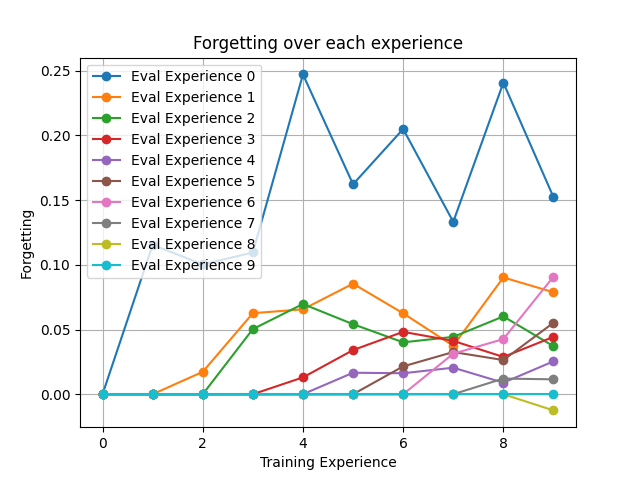 Forgetting over each experience
Eval Experience 0
Eval Experience 1
Eval Experience 2
Eval Experience 3
Eval Experience 4
Eval Experience 5
Eval Experience 6
Eval Experience 7
Eval Experience 8
Eval Experience 9
0.25
0.20
0.15
0.10
0.05
0.00
Forgetting
0 2 4 6 8
Training Experience